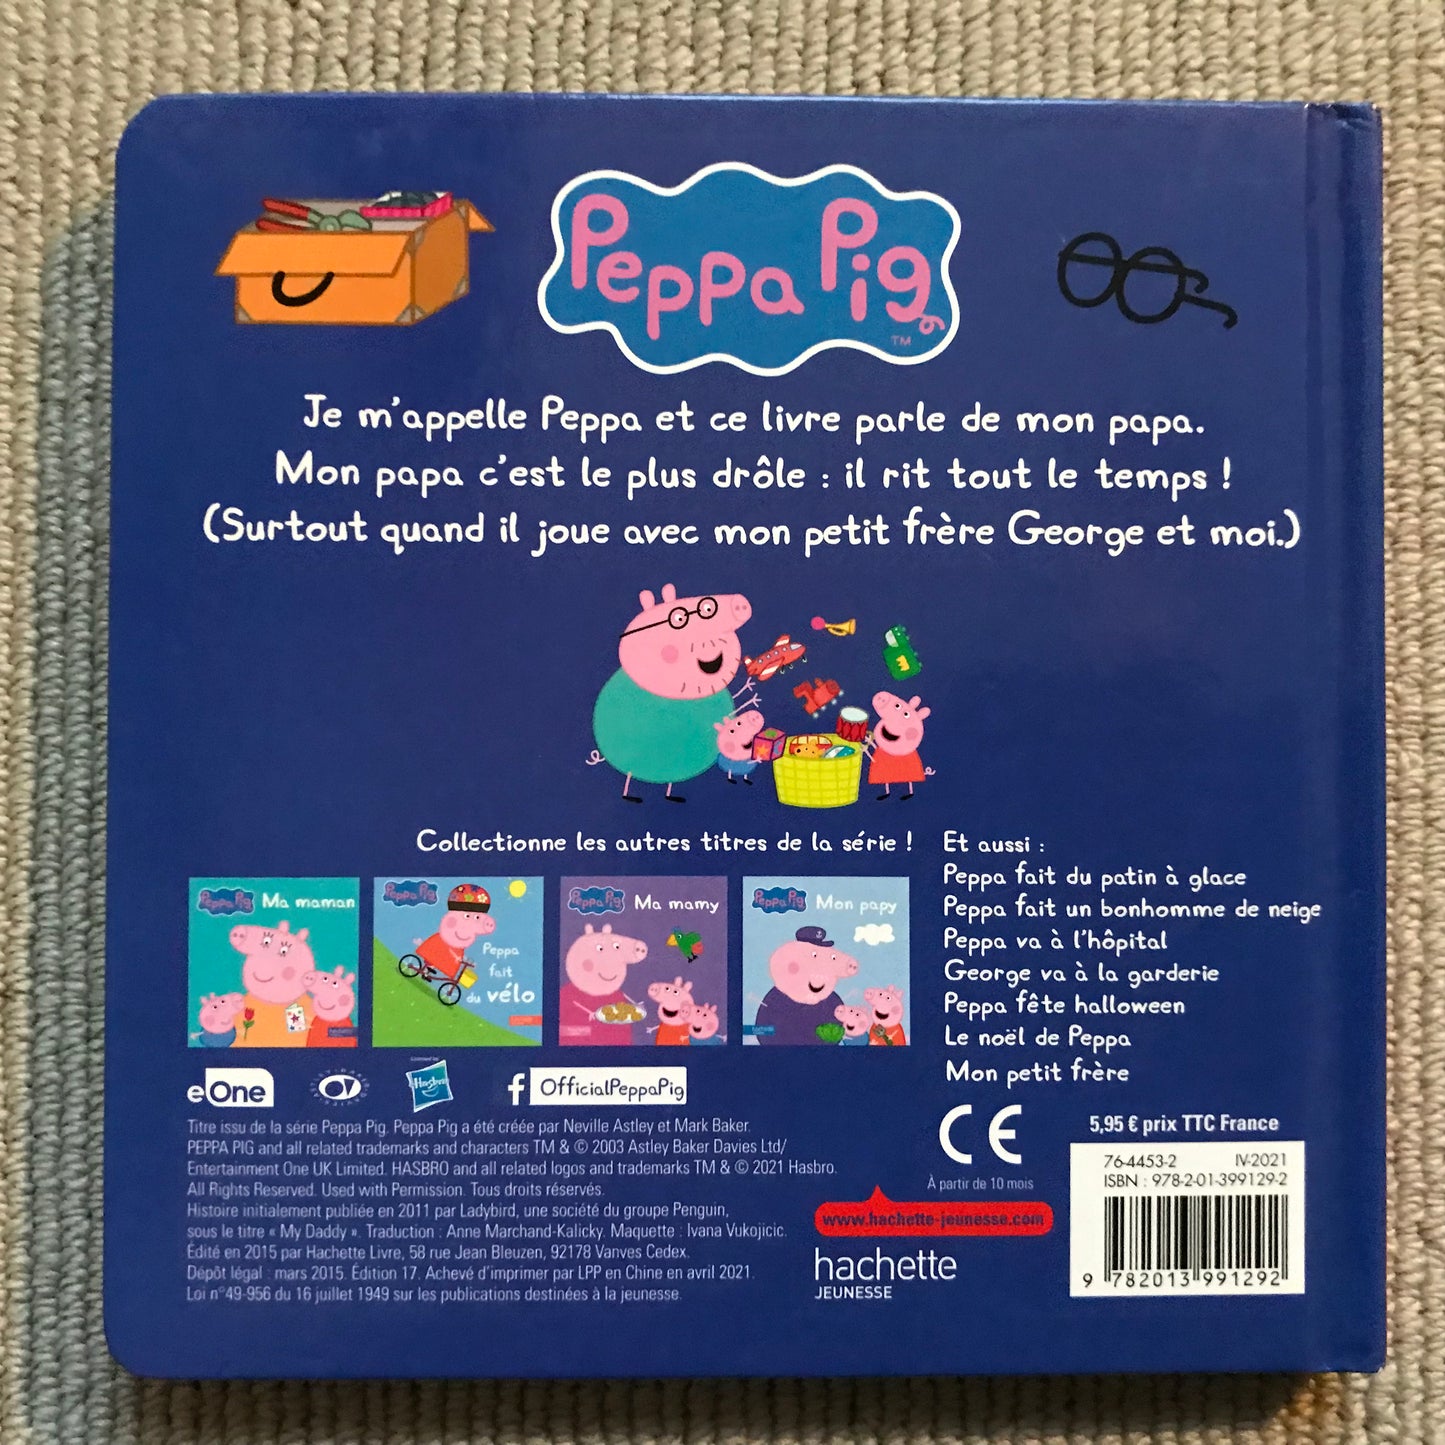 Peppa Pig
TM
Je m'appelle Peppa et ce livre parle de mon papa.
Mon papa c'est le plus drôle : il rit tout le temps !
(Surtout quand il joue avec mon petit frère George et moi.)
Collectionne les autres titres de la série !
Peppa Pig Ma maman
Peppa Pig
Peppa
fait
du vélo
Peppa Pig Ma mamy
Peppa Pig Mon papy
Et aussi :
Peppa fait du patin à glace
Peppa fait un bonhomme de neige
Peppa va à l'hôpital
George va à la garderie
Peppa fête halloween
Le noël de Peppa
Mon petit frère
eOne
Hasbro
f OfficialPeppaPig
Titre issu de la série Peppa Pig. Peppa Pig a été créée par Neville Astley et Mark Baker.
PEPPA PIG and all related trademarks and characters TM & © 2003 Astley Baker Davies Ltd/
Entertainment One UK Limited. HASBRO and all related logos and trademarks TM & © 2021 Hasbro.
All Rights Reserved. Used with Permission. Tous droits réservés.
Histoire initialement publiée en 2011 par Ladybird, une société du groupe Penguin,
sous le titre « My Daddy ». Traduction : Anne Marchand-Kalicky. Maquette : Ivana Vukojicic.
Édité en 2015 par Hachette Livre, 58 rue Jean Bleuzen, 92178 Vanves Cedex.
Dépôt légal : mars 2015. Édition 17. Achevé d'imprimer par LPP en Chine en avril 2021.
Loi n°49-956 du 16 juillet 1949 sur les publications destinées à la jeunesse.
CE
À partir de 10 mois
www.hachette-jeunesse.com
hachette
JEUNESSE
5,95 € prix TTC France
76-4453-2 IV-2021
ISBN : 978-2-01-399129-2
9 782013 991292